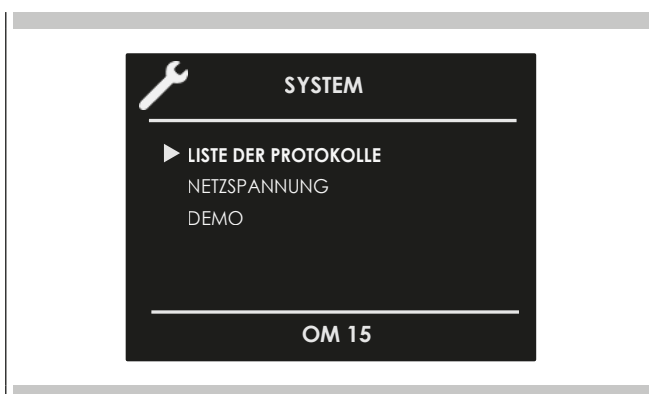 SYSTEM
LISTE DER PROTOKOLLE
NETZSPANNUNG
DEMO
OM 15